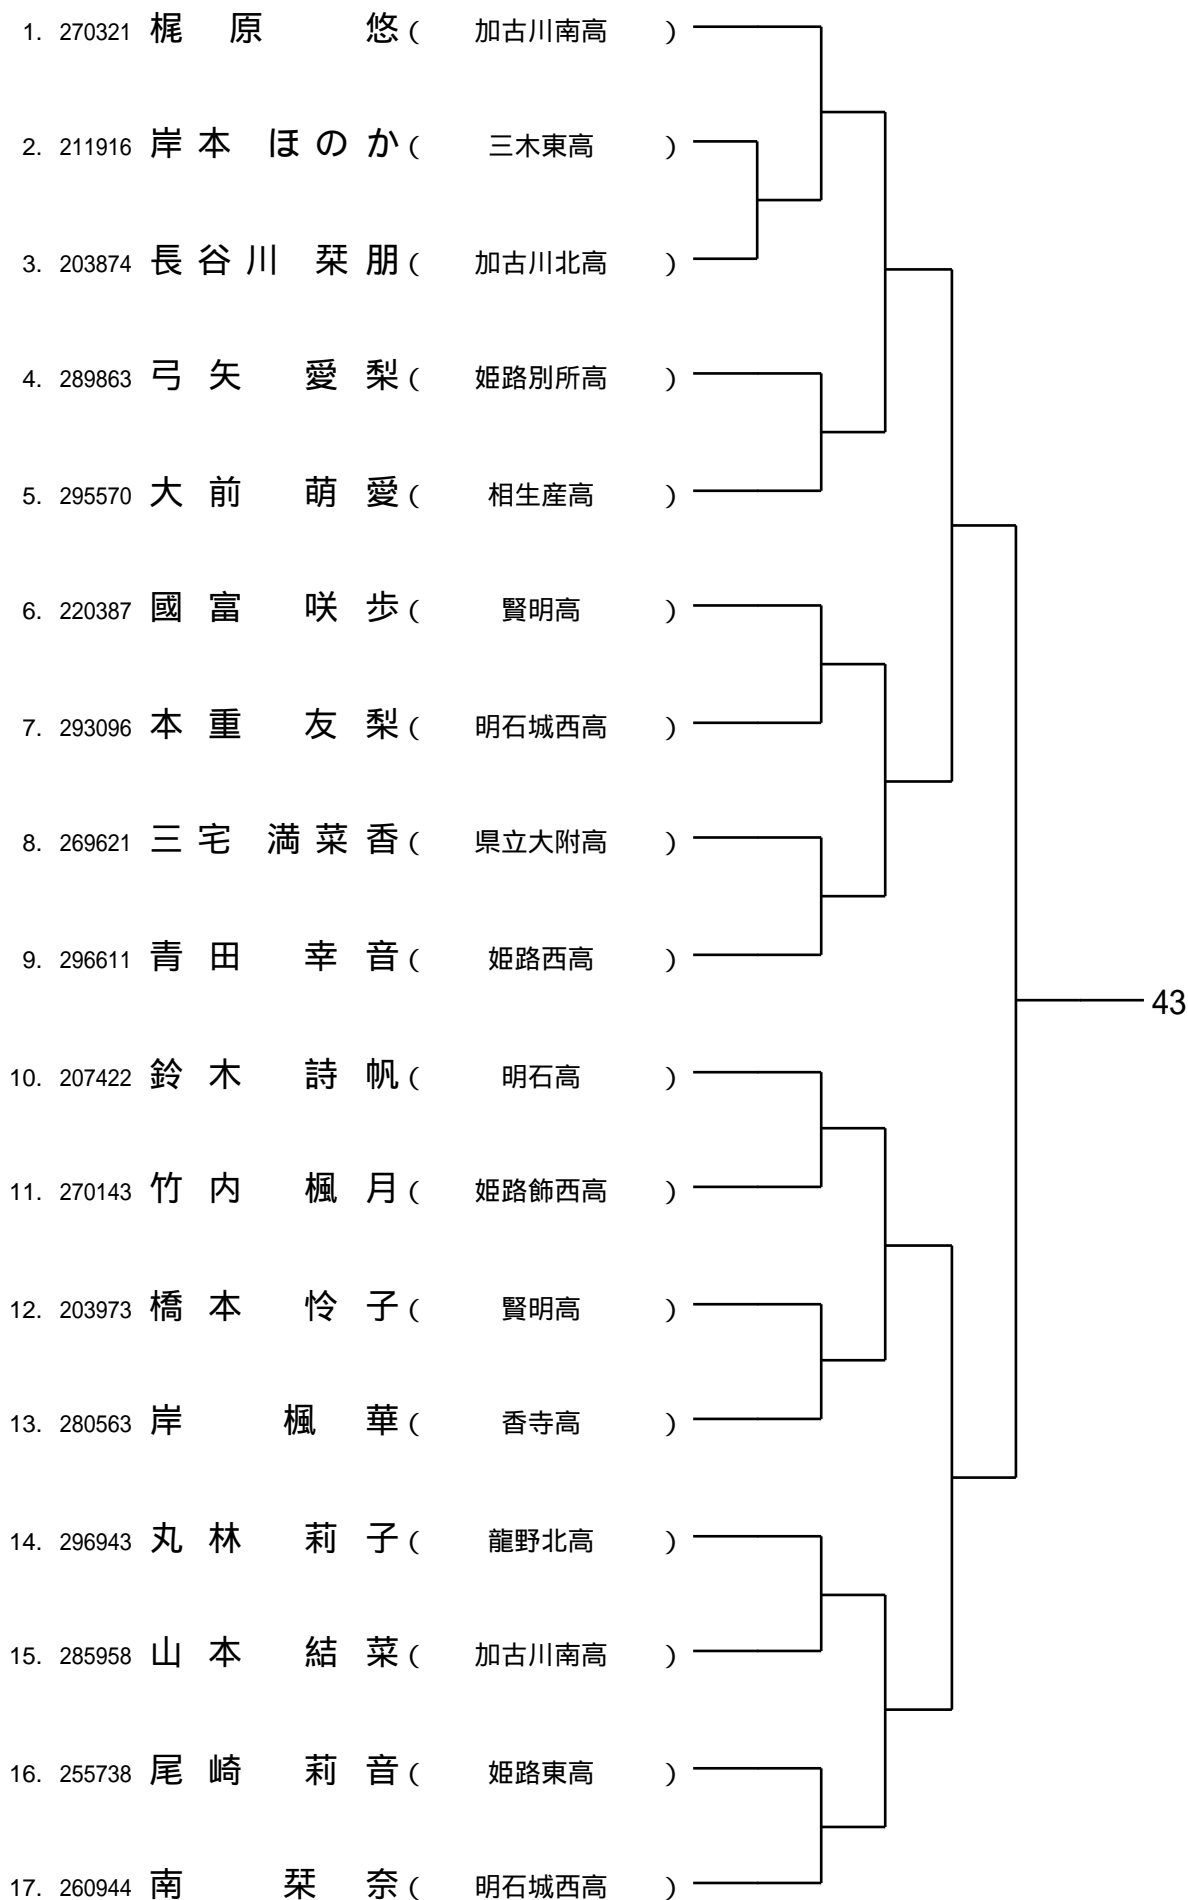 1. 270321 梶原 悠 ( 加古川南高 )
2. 211916 岸本 ほのか ( 三木東高 )
3. 203874 長谷川 栞朋 ( 加古川北高 )
4. 289863 弓矢 愛梨 ( 姫路別所高 )
5. 295570 大前 萌愛 ( 相生産高 )
6. 220387 國富 咲歩 ( 賢明高 )
7. 293096 本重 友梨 ( 明石城西高 )
8. 269621 三宅 満菜香 ( 県立大附高 )
9. 296611 青田 幸音 ( 姫路西高 )
43
10. 207422 鈴木 詩帆 ( 明石高 )
11. 270143 竹内 楓月 ( 姫路飾西高 )
12. 203973 橋本 怜子 ( 賢明高 )
13. 280563 岸 楓華 ( 香寺高 )
14. 296943 丸林 莉子 ( 龍野北高 )
15. 285958 山本 結菜 ( 加古川南高 )
16. 255738 尾崎 莉音 ( 姫路東高 )
17. 260944 南 栞奈 ( 明石城西高 )